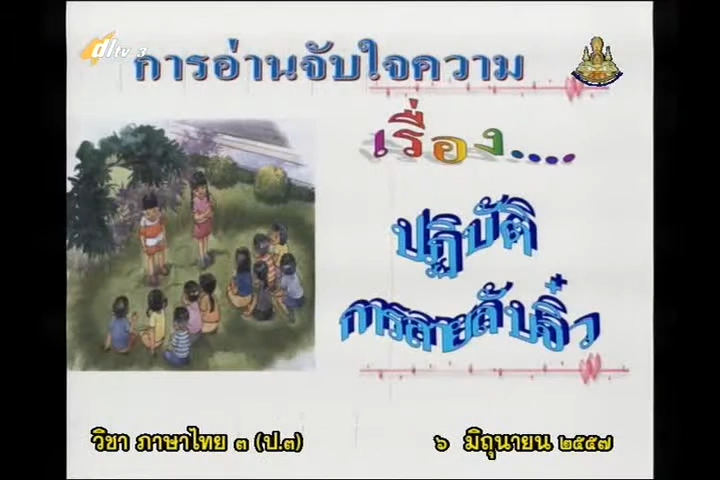 dltv 3
การอ่านจับใจความ
เรื่อง....
ปฏิบัติ
การสายลับจิ๋ว
วิชา ภาษาไทย ๓ (ป.๓)
๖ มิถุนายน ๒๕๕๗